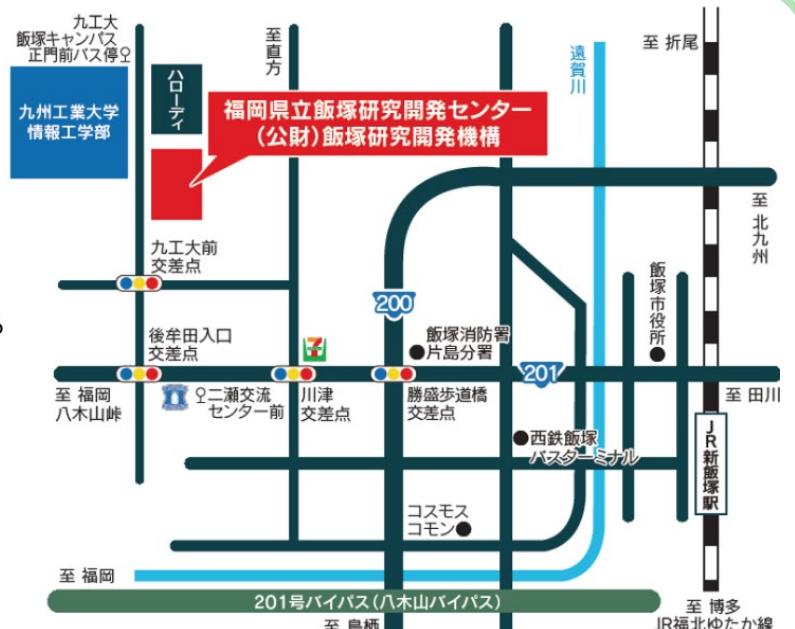 九工大
飯塚キャンパス
正門前バス停
九州工業大学
情報工学部
ハローディ
至直方
福岡県立飯塚研究開発センター
(公財)飯塚研究開発機構
遠賀川
至 折尾
至 北九州
九工大前
交差点
200
飯塚市役所
後牟田入口
交差点
飯塚消防署
片島分署
201
至 福岡
八木山峠
二瀬交流
センター前
川津
交差点
勝盛歩道橋
交差点
至 田川
西鉄飯塚
バスターミナル
JR新飯塚駅
コスモス
コモン
至 福岡
201号バイパス(八木山バイパス)
至 鳥栖
至 博多
JR福北ゆたか線